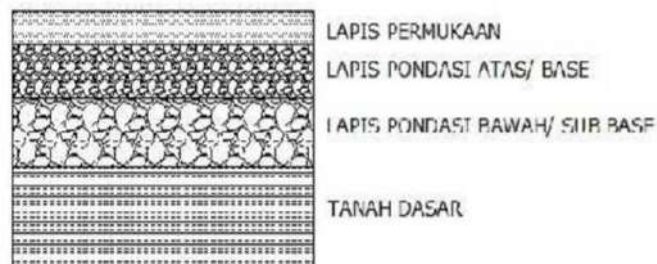 LAPIS PERMUKAAN
LAPIS PONDASI ATAS/ BASE
LAPIS PONDASI BAWAH/ SUB BASE
TANAH DASAR